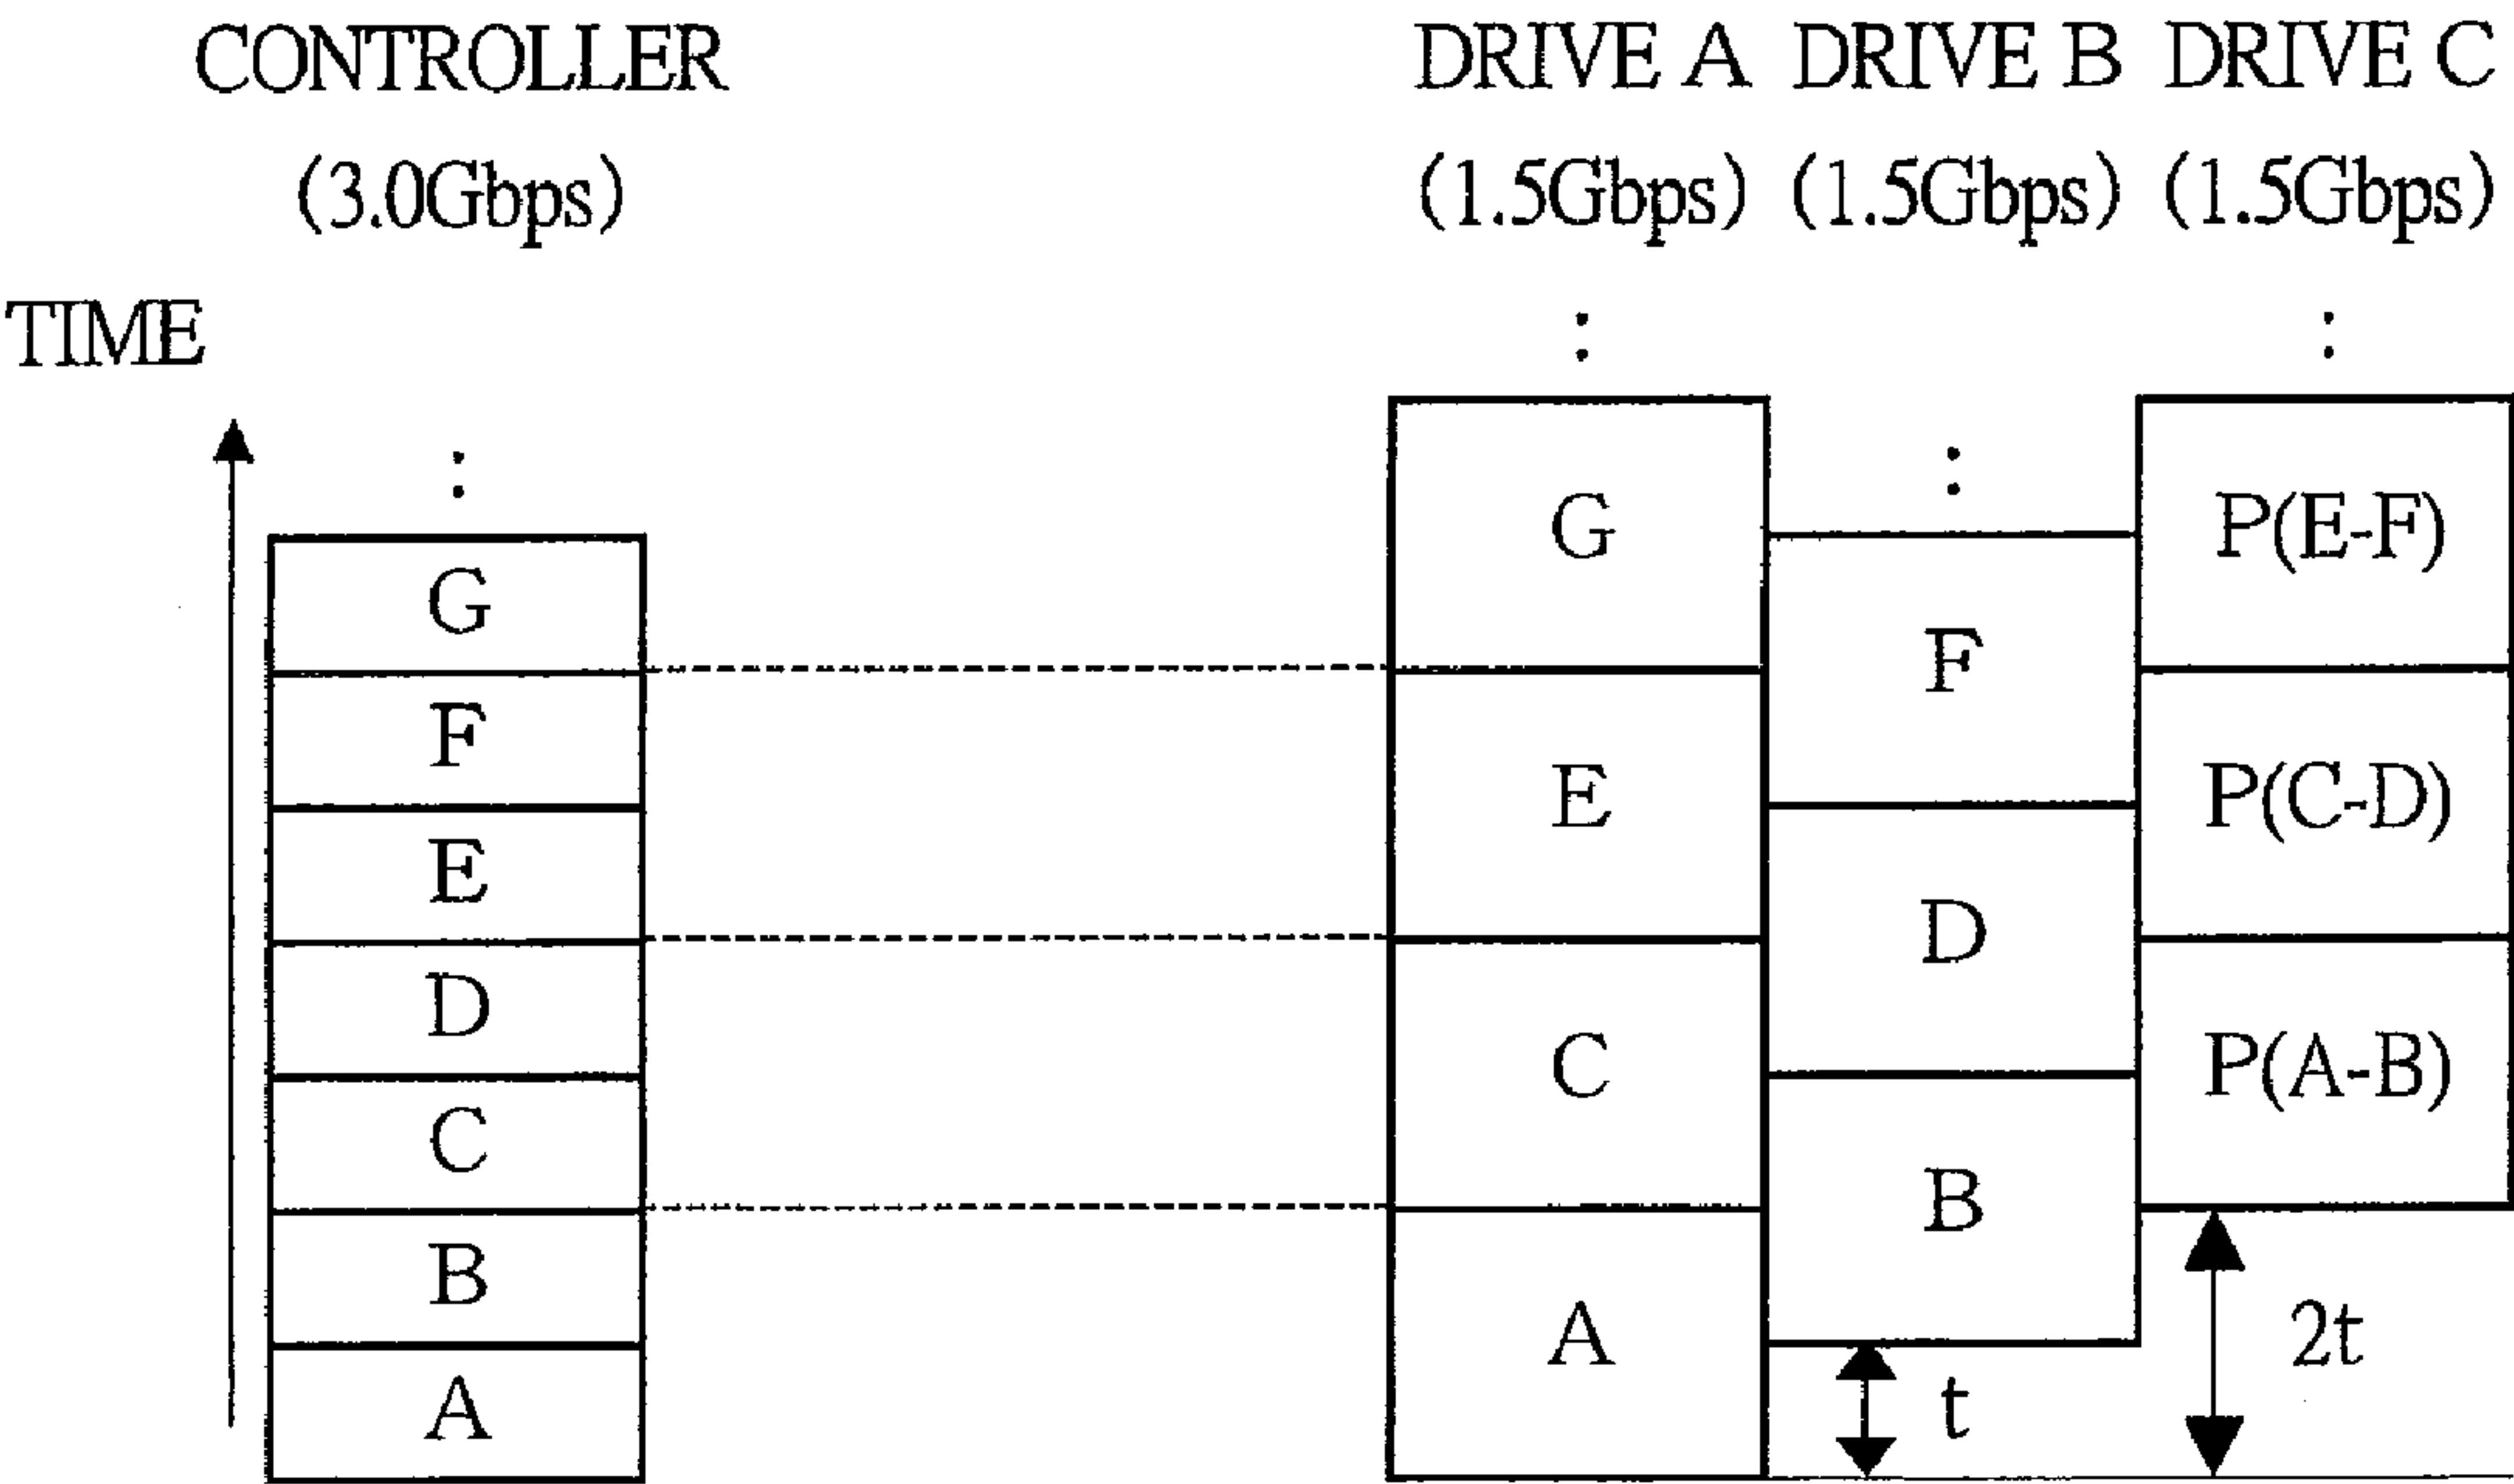 CONTROLLER DRIVE A DRIVE B DRIVE C
(3.0Gbps) (1.5Gbps) (1.5Gbps) (1.5Gbps)
TIME : :
: :
G P(E-F)
G
F
F
E P(C-D)
E
D
D
C P(A-B)
C
B
B
A 2t
A t